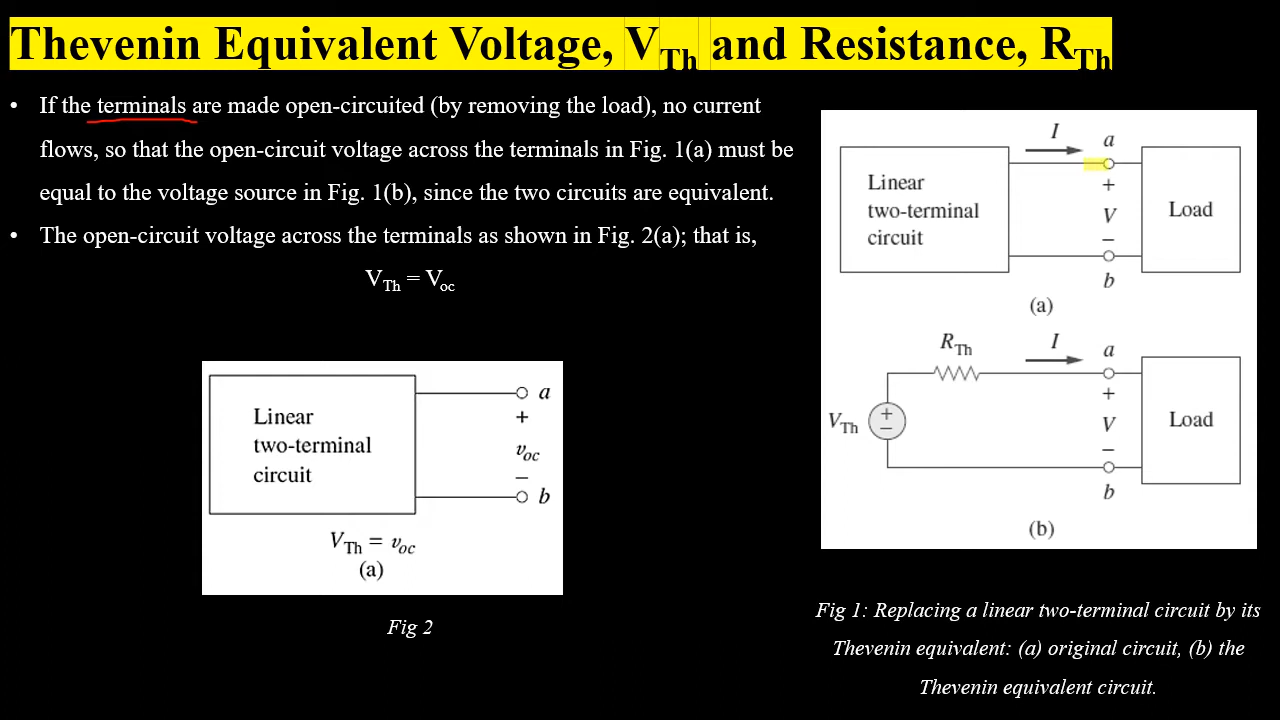 Thevenin Equivalent Voltage, VTh and Resistance, RTh
• If the terminals are made open-circuited (by removing the load), no current
flows, so that the open-circuit voltage across the terminals in Fig. 1(a) must be
equal to the voltage source in Fig. 1(b), since the two circuits are equivalent.
• The open-circuit voltage across the terminals as shown in Fig. 2(a); that is,
VTh = Voc
Linear
two-terminal
circuit
a
+
voc
–
b
VTh = voc
(a)
Fig 2
I
a
Linear
two-terminal
circuit
+
V
–
Load
b
(a)
RTh
I
a
VTh
+
–
+
V
–
Load
b
(b)
Fig 1: Replacing a linear two-terminal circuit by its
Thevenin equivalent: (a) original circuit, (b) the
Thevenin equivalent circuit.